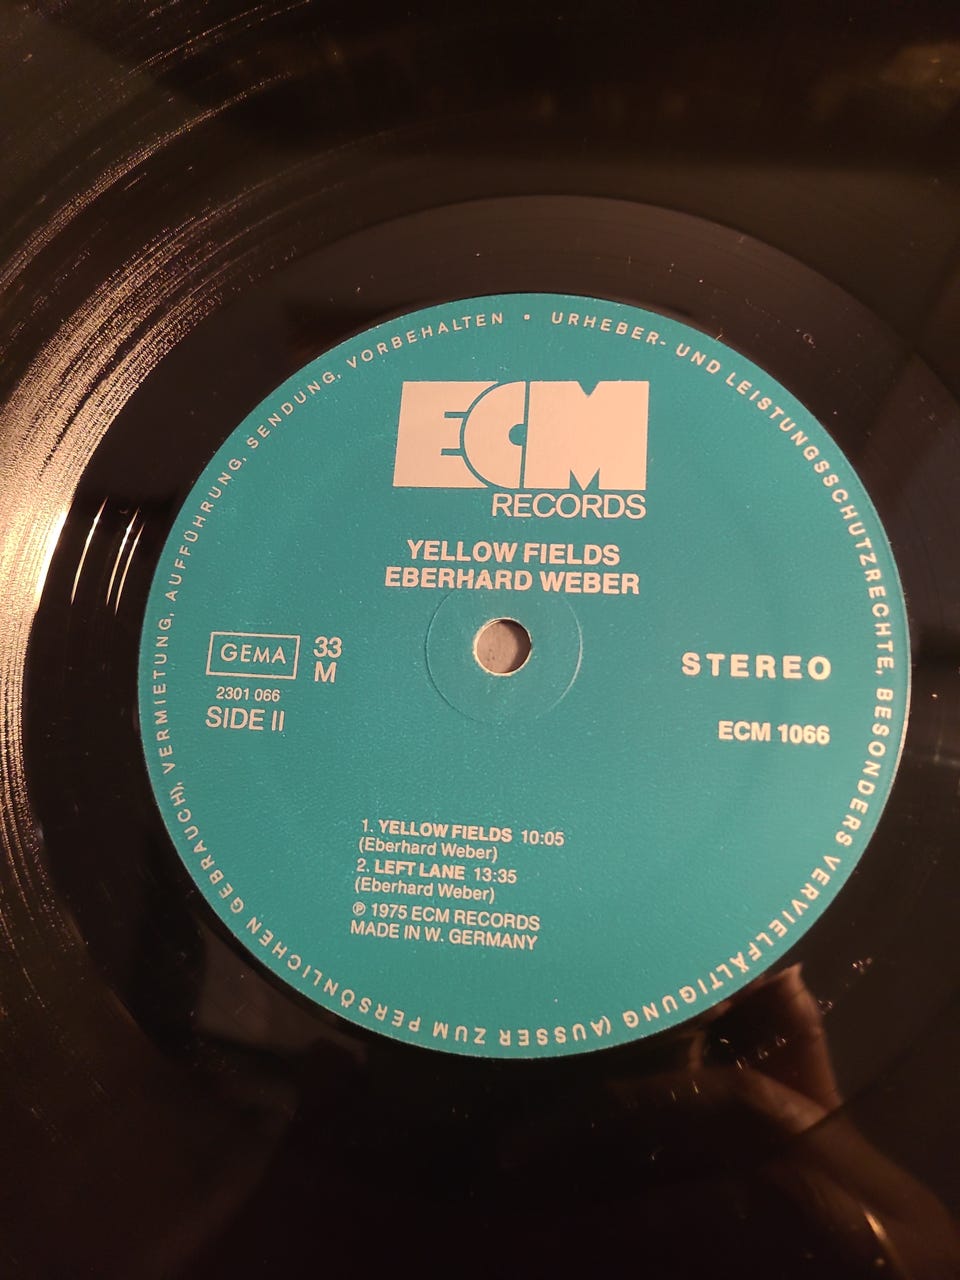 URHEBER- UND LEISTUNGSSCHUTZRECHTE, BESONDERS VERVIELFÄLTIGUNG (AUSSER ZUM PERSÖNLICHEN GEBRAUCH), VERMIETUNG, AUFFÜHRUNG, SENDUNG, VORBEHALTEN •
ECM
RECORDS
YELLOW FIELDS
EBERHARD WEBER
GEMA 33
M
STEREO
2301 066
SIDE II
ECM 1066
1. YELLOW FIELDS 10:05
(Eberhard Weber)
2. LEFT LANE 13:35
(Eberhard Weber)
℗ 1975 ECM RECORDS
MADE IN W. GERMANY